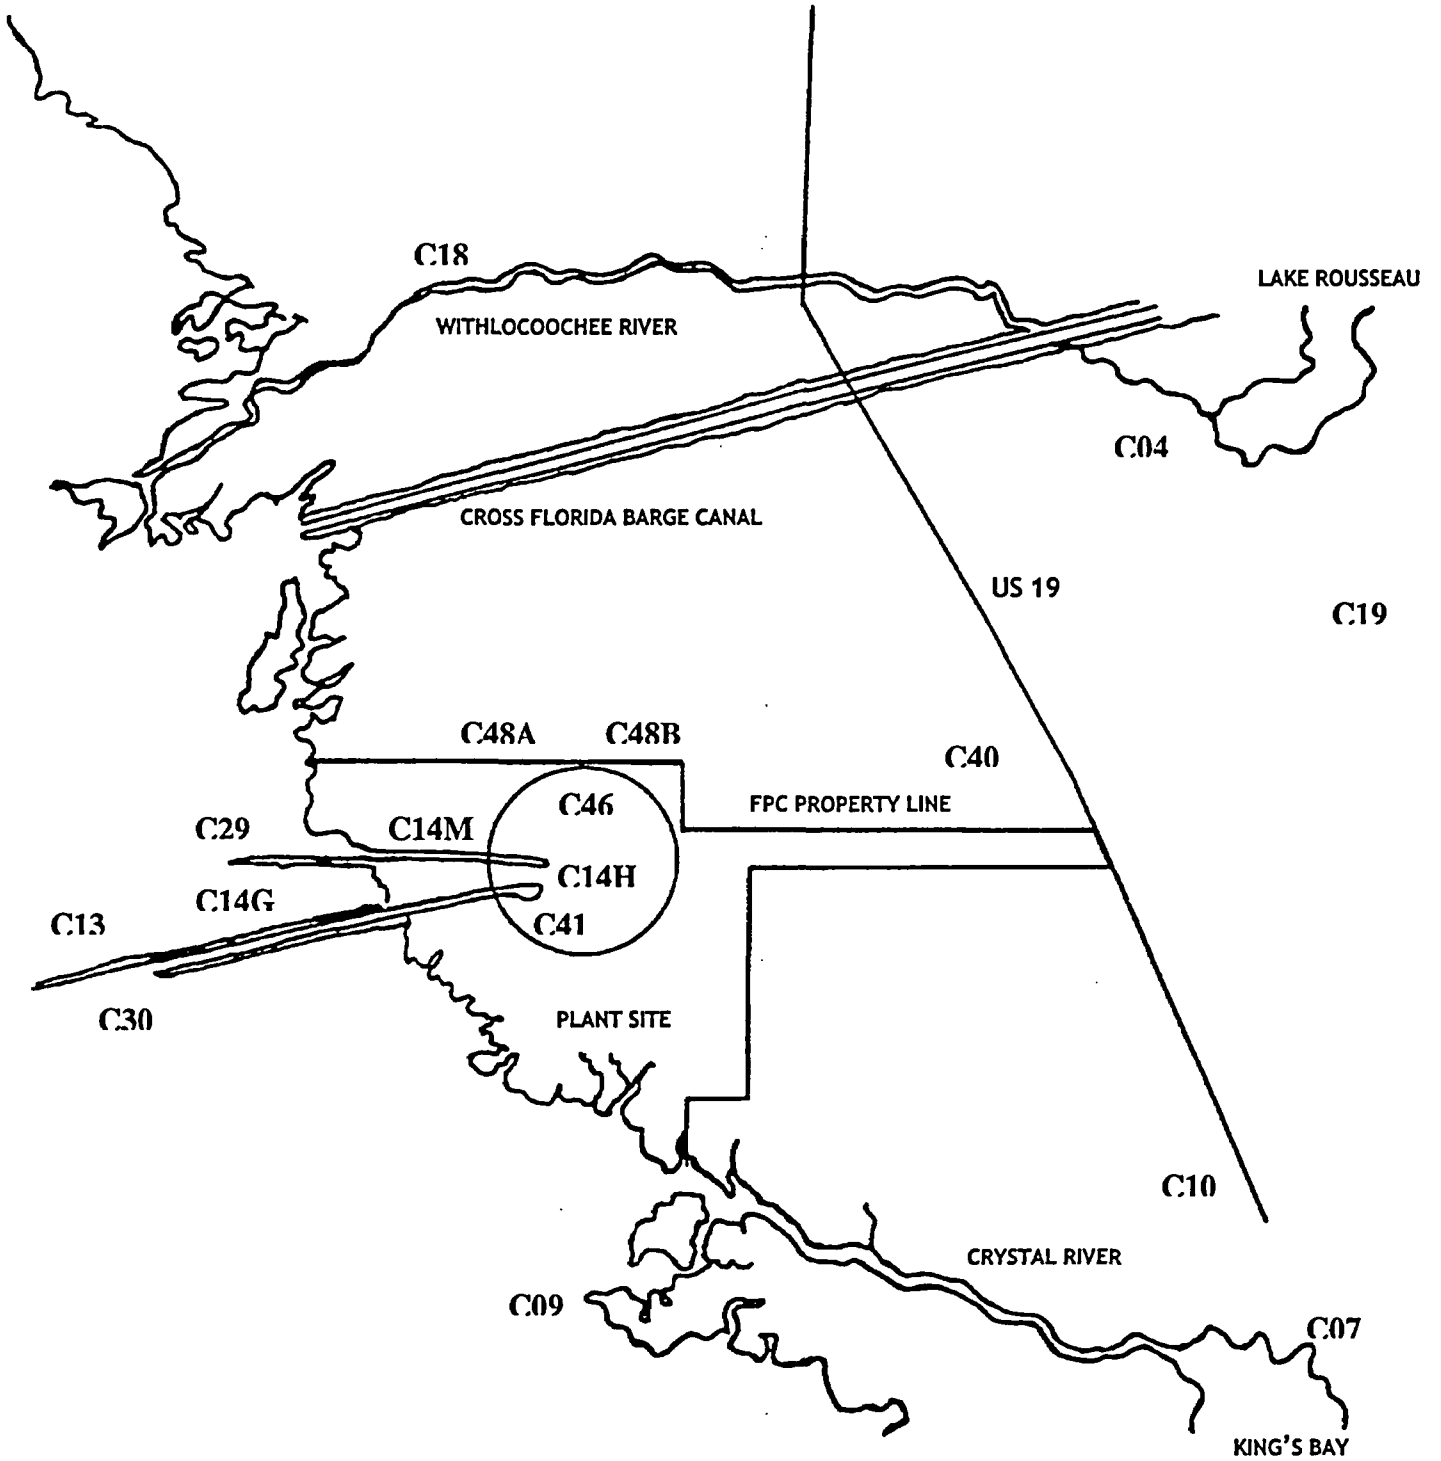 C18
LAKE ROUSSEAU
WITHLOCOOCHEE RIVER
C04
CROSS FLORIDA BARGE CANAL
US 19
C19
C48A
C48B
C40
C46
FPC PROPERTY LINE
C29
C14M
C14H
C14G
C13
C41
C30
PLANT SITE
C10
CRYSTAL RIVER
C09
C07
KING'S BAY